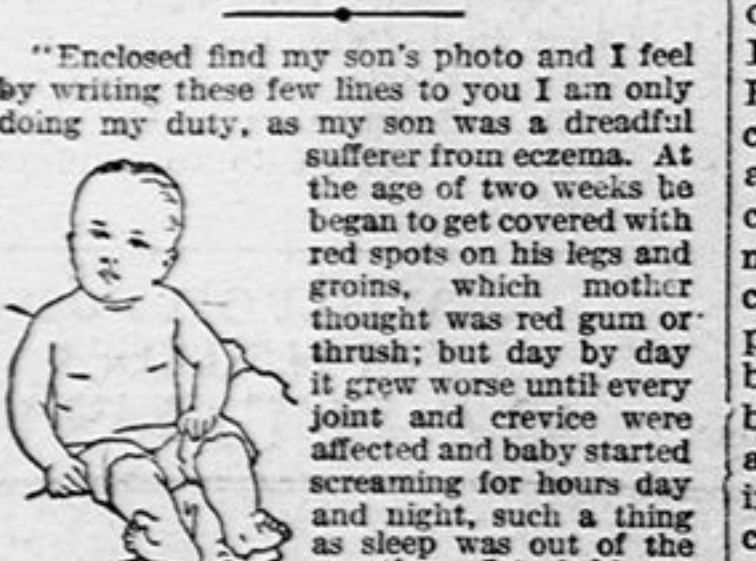 "Enclosed find my son's photo and I feel
by writing these few lines to you I am only
doing my duty, as my son was a dreadful
sufferer from eczema. At
the age of two weeks he
began to get covered with
red spots on his legs and
groins, which mother
thought was red gum or
thrush; but day by day
it grew worse until every
joint and crevice were
affected and baby started
screaming for hours day
and night, such a thing
as sleep was out of the